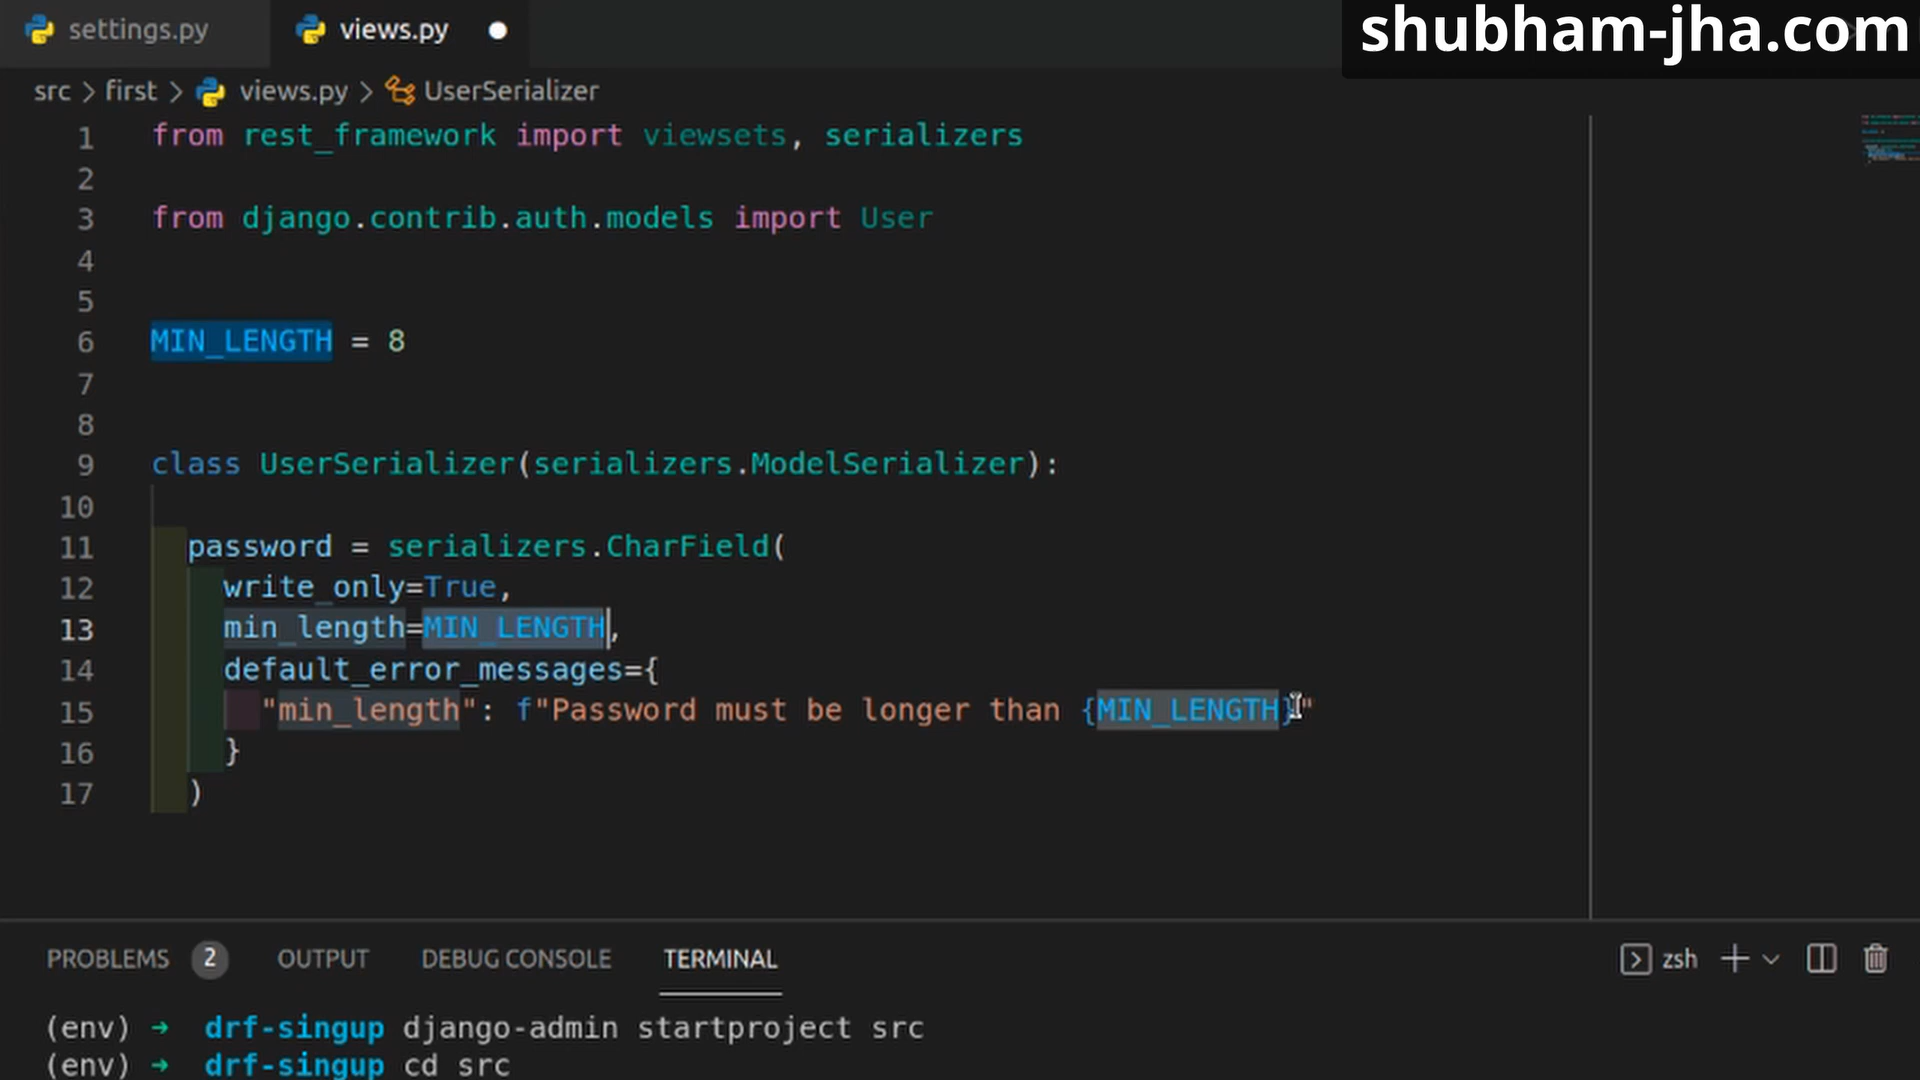 settings.py views.py
shubham-jha.com
src > first > views.py > UserSerializer
1 from rest_framework import viewsets, serializers
2
3 from django.contrib.auth.models import User
4
5
6 MIN_LENGTH = 8
7
8
9 class UserSerializer(serializers.ModelSerializer):
10
11 password = serializers.CharField(
12 write_only=True,
13 min_length=MIN_LENGTH,
14 default_error_messages={
15 "min_length": f"Password must be longer than {MIN_LENGTH}"
16 }
17 )
PROBLEMS 2 OUTPUT DEBUG CONSOLE TERMINAL zsh
(env) → drf-singup django-admin startproject src
(env) → drf-singup cd src